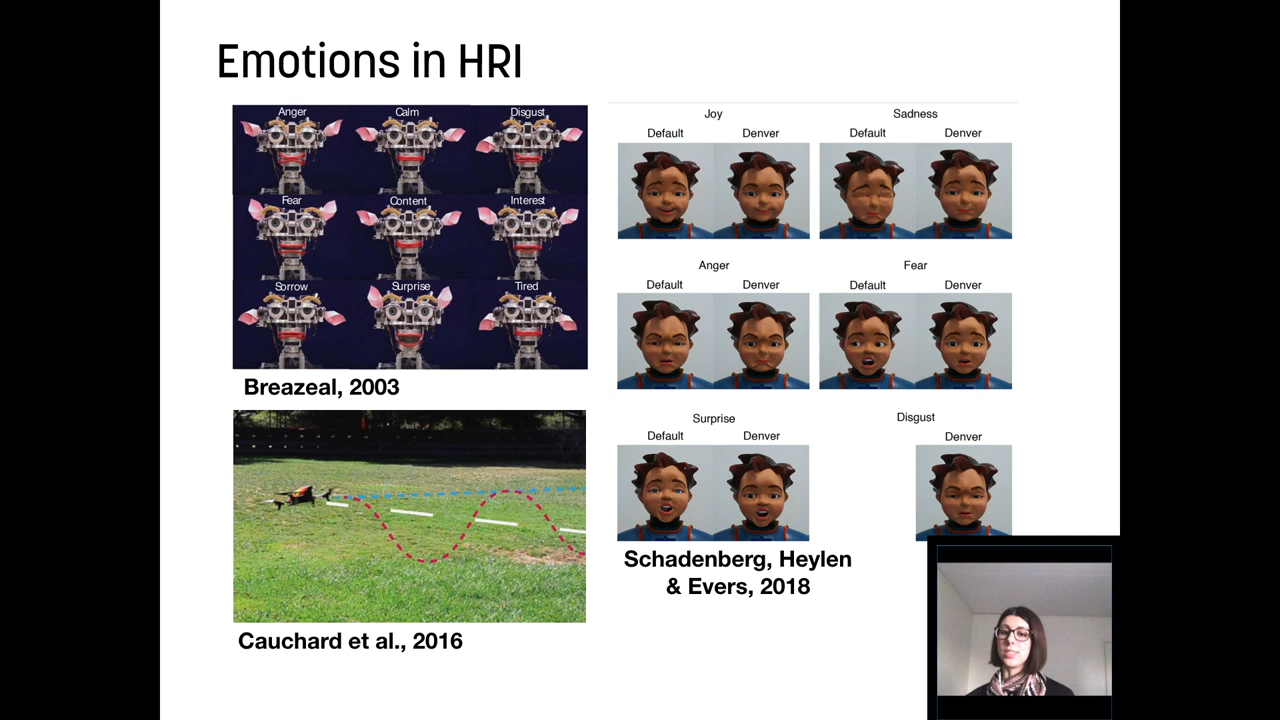 Emotions in HRI
Anger Calm Disgust
Fear Content Interest
Sorrow Surprise Tired
Breazeal, 2003
Cauchard et al., 2016
Joy Sadness
Default Denver Default Denver
Anger Fear
Default Denver Default Denver
Surprise Disgust
Default Denver Denver
Schadenberg, Heylen
& Evers, 2018